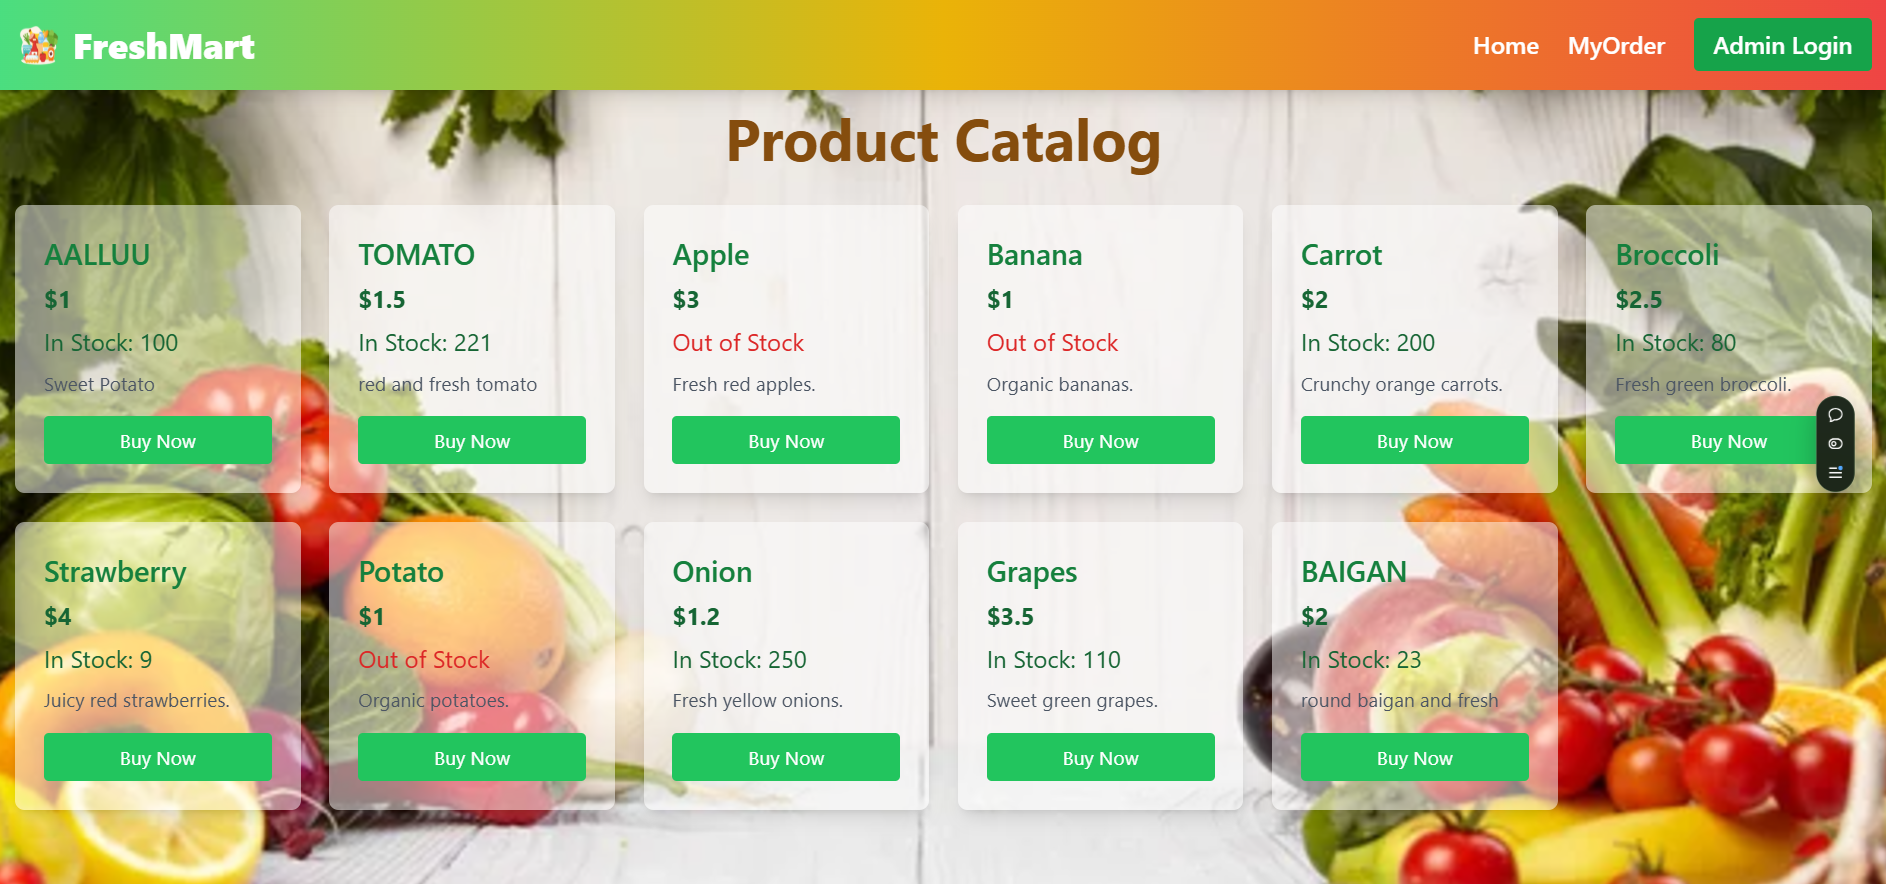 FreshMart
Home
MyOrder
Admin Login
Product Catalog
AALLUU
$1
In Stock: 100
Sweet Potato
Buy Now
TOMATO
$1.5
In Stock: 221
red and fresh tomato
Buy Now
Apple
$3
Out of Stock
Fresh red apples.
Buy Now
Banana
$1
Out of Stock
Organic bananas.
Buy Now
Carrot
$2
In Stock: 200
Crunchy orange carrots.
Buy Now
Broccoli
$2.5
In Stock: 80
Fresh green broccoli.
Buy Now
Strawberry
$4
In Stock: 9
Juicy red strawberries.
Buy Now
Potato
$1
Out of Stock
Organic potatoes.
Buy Now
Onion
$1.2
In Stock: 250
Fresh yellow onions.
Buy Now
Grapes
$3.5
In Stock: 110
Sweet green grapes.
Buy Now
BAIGAN
$2
In Stock: 23
round baigan and fresh
Buy Now